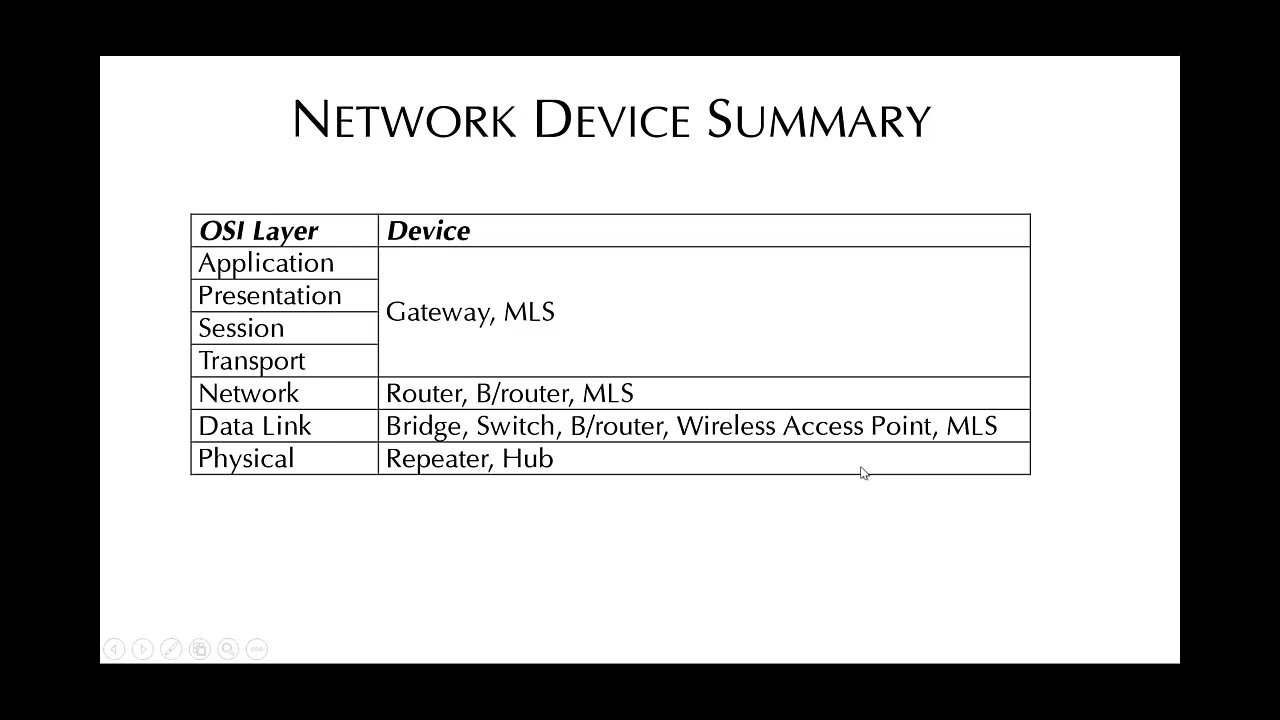 NETWORK DEVICE SUMMARY
OSI Layer Device
Application
Presentation
Gateway, MLS
Session
Transport
Network Router, B/router, MLS
Data Link Bridge, Switch, B/router, Wireless Access Point, MLS
Physical Repeater, Hub